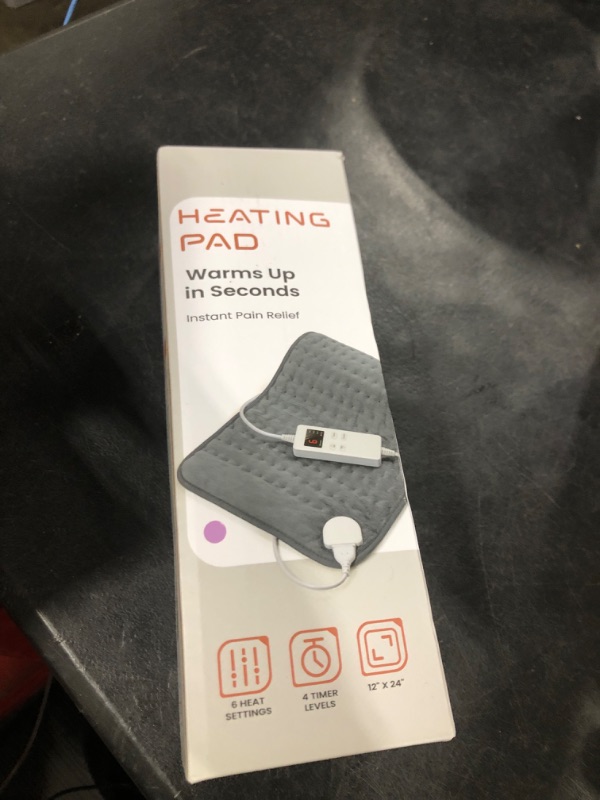 HEATING
PAD
Warms Up
in Seconds
Instant Pain Relief
6 HEAT
SETTINGS
4 TIMER
LEVELS
12" X 24"